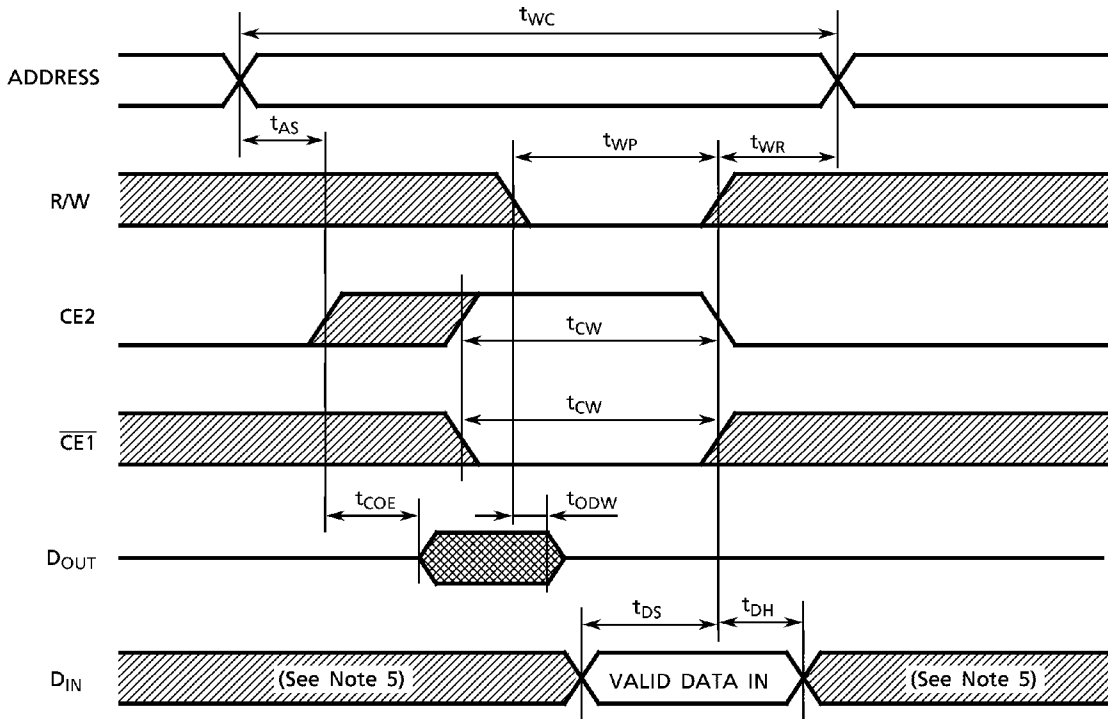 tWC
ADDRESS
tAS
tWP
tWR
R/W
CE2
tCW
CE1
tCW
tCOE
tODW
DOUT
tDS
tDH
DIN
(See Note 5)
VALID DATA IN
(See Note 5)